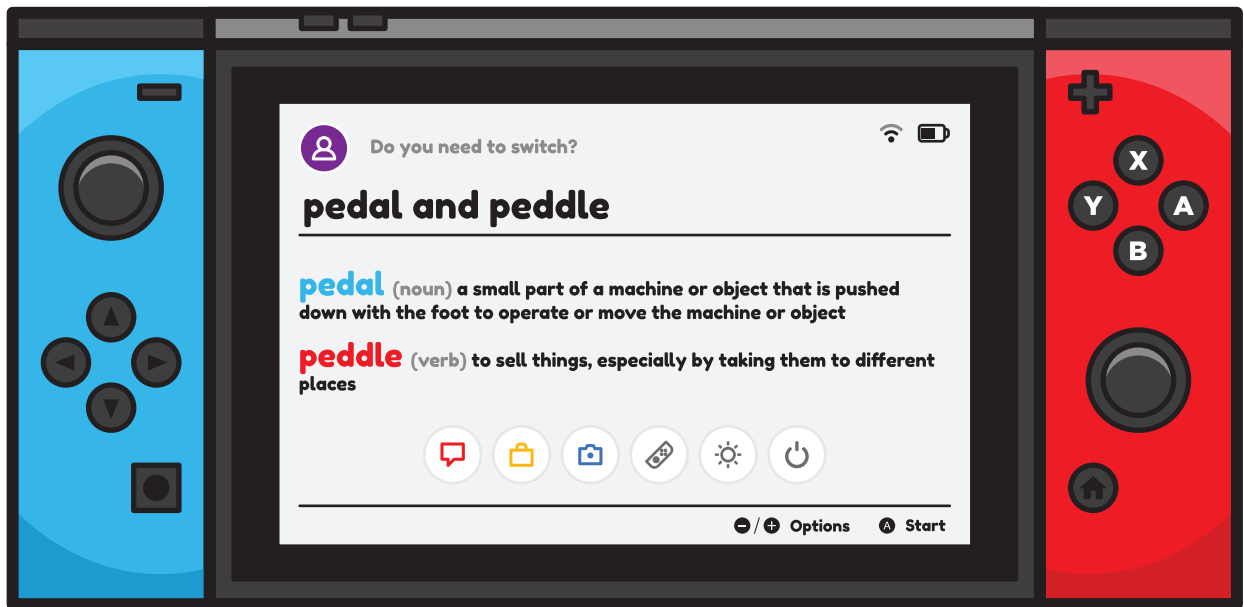 Do you need to switch?
pedal and peddle
pedal (noun) a small part of a machine or object that is pushed
down with the foot to operate or move the machine or object
peddle (verb) to sell things, especially by taking them to different
places
/ Options A Start
X
Y A
B